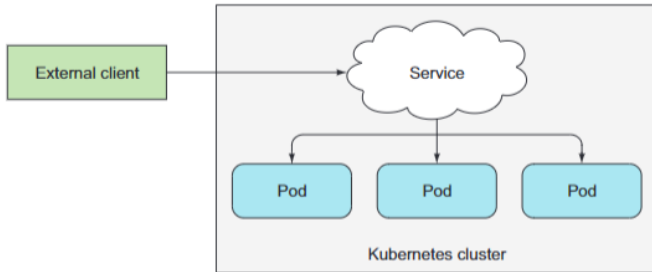 External client
Service
Pod
Pod
Pod
Kubernetes cluster